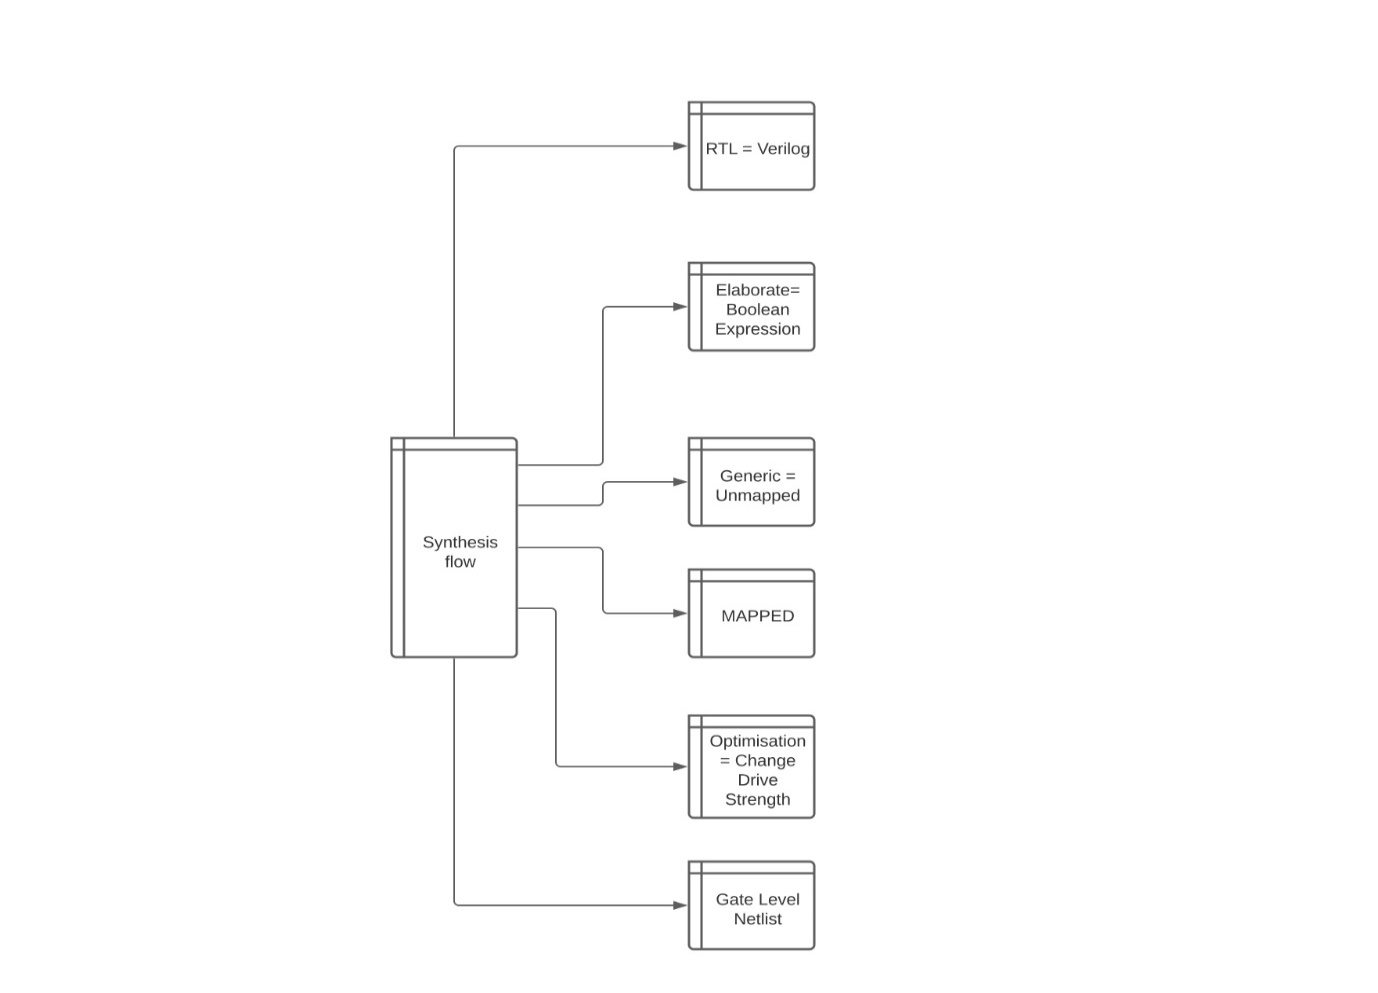 RTL = Verilog
Elaborate=
Boolean
Expression
Generic =
Unmapped
Synthesis
flow
MAPPED
Optimisation
= Change
Drive
Strength
Gate Level
Netlist